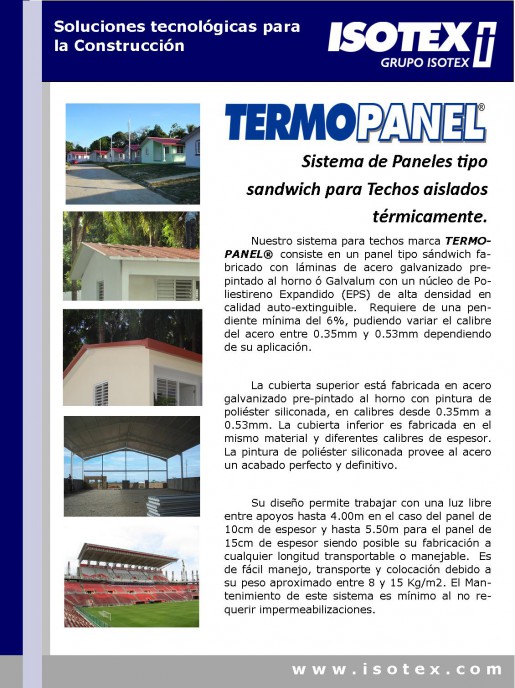 Soluciones tecnológicas para
la Construcción
ISOTEX
GRUPO ISOTEX
TERMOPANEL®
Sistema de Paneles tipo
sandwich para Techos aislados
térmicamente.
Nuestro sistema para techos marca TERMO-
PANEL® consiste en un panel tipo sándwich fa-
bricado con láminas de acero galvanizado pre-
pintado al horno ó Galvalum con un núcleo de Po-
liestireno Expandido (EPS) de alta densidad en
calidad auto-extinguible. Requiere de una pen-
diente mínima del 6%, pudiendo variar el calibre
del acero entre 0.35mm y 0.53mm dependiendo
de su aplicación.
La cubierta superior está fabricada en acero
galvanizado pre-pintado al horno con pintura de
poliéster siliconada, en calibres desde 0.35mm a
0.53mm. La cubierta inferior es fabricada en el
mismo material y diferentes calibres de espesor.
La pintura de poliéster siliconada provee al acero
un acabado perfecto y definitivo.
Su diseño permite trabajar con una luz libre
entre apoyos hasta 4.00m en el caso del panel de
10cm de espesor y hasta 5.50m para el panel de
15cm de espesor siendo posible su fabricación a
cualquier longitud transportable o manejable. Es
de fácil manejo, transporte y colocación debido a
su peso aproximado entre 8 y 15 Kg/m2. El Man-
tenimiento de este sistema es mínimo al no re-
querir impermeabilizaciones.
www.isotex.com